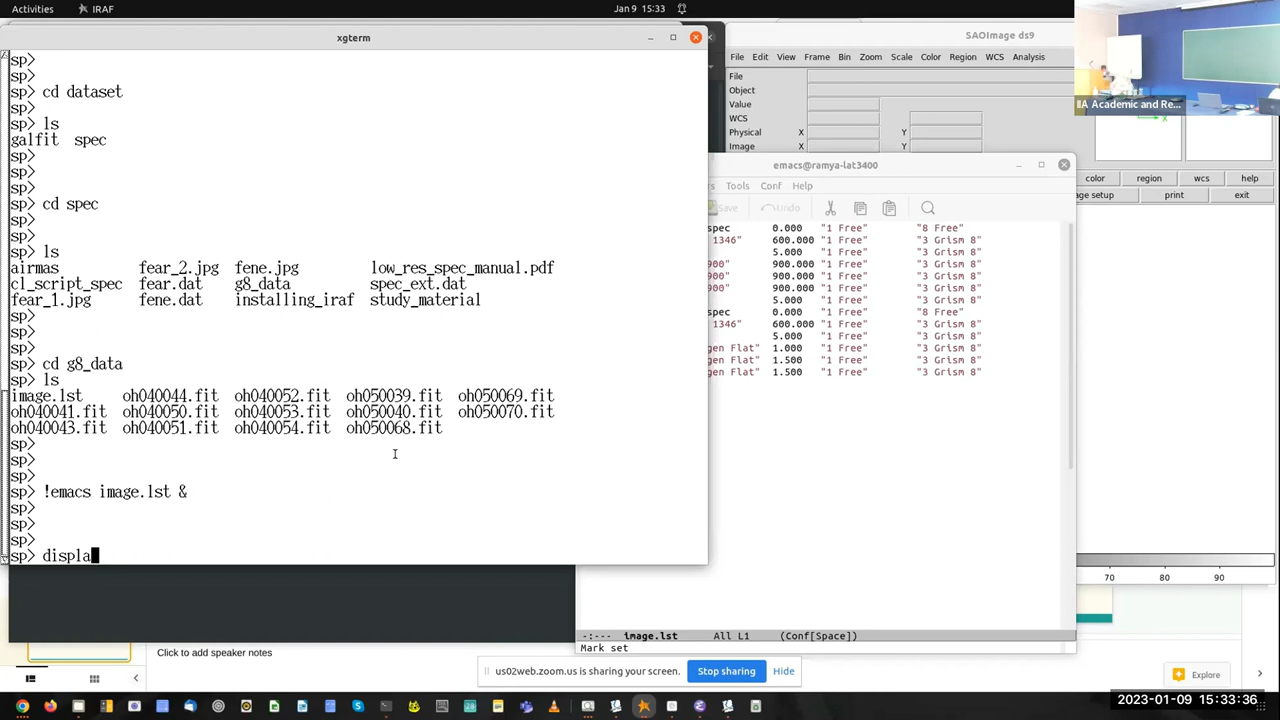 Activities
IRAF
Jan 9 15:33
xgterm
sp>
sp>
sp> cd dataset
sp>
sp> ls
galfit spec
sp>
sp>
sp>
sp> cd spec
sp>
sp>
sp> ls
airmas fear_2.jpg fene.jpg low_res_spec_manual.pdf
cl_script_spec fear.dat g8_data spec_ext.dat
fear_1.jpg fene.dat installing_iraf study_material
sp>
sp>
sp>
sp> cd g8_data
sp> ls
image.lst oh040044.fit oh040052.fit oh050039.fit oh050069.fit
oh040041.fit oh040050.fit oh040053.fit oh050040.fit oh050070.fit
oh040043.fit oh040051.fit oh040054.fit oh050068.fit
sp>
sp>
sp>
sp> !emacs image.lst &
sp>
sp>
sp>
sp> displa
SAOImage ds9
File Edit View Frame Bin Zoom Scale Color Region WCS Analysis
File
Object
Value
WCS
Physical X Y
Image X Y
color region wcs help
ge setup print exit
IIA Academic and Re...
emacs@ramya-lat3400
rs Tools Conf Help
Save Undo
spec 0.000 "1 Free" "8 Free"
1346" 600.000 "1 Free" "3 Grism 8"
5.000 "1 Free" "3 Grism 8"
900" 900.000 "1 Free" "3 Grism 8"
900" 900.000 "1 Free" "3 Grism 8"
900" 900.000 "1 Free" "3 Grism 8"
5.000 "1 Free" "3 Grism 8"
spec 0.000 "1 Free" "8 Free"
1346" 600.000 "1 Free" "3 Grism 8"
5.000 "1 Free" "3 Grism 8"
gen Flat" 1.000 "1 Free" "3 Grism 8"
gen Flat" 1.500 "1 Free" "3 Grism 8"
gen Flat" 1.500 "1 Free" "3 Grism 8"
-:--- image.lst All L1 (Conf[Space])
Mark set
70 80 90
Click to add speaker notes
us02web.zoom.us is sharing your screen. Stop sharing Hide
Explore
2023-01-09 15:33:36